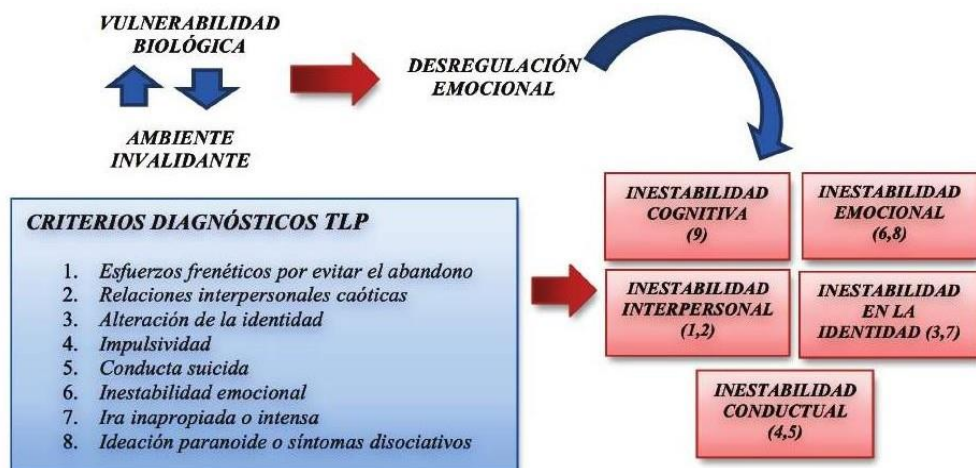 VULNERABILIDAD
BIOLÓGICA
DESREGULACIÓN
EMOCIONAL
AMBIENTE
INVALIDANTE
CRITERIOS DIAGNÓSTICOS TLP
1. Esfuerzos frenéticos por evitar el abandono
2. Relaciones interpersonales caóticas
3. Alteración de la identidad
4. Impulsividad
5. Conducta suicida
6. Inestabilidad emocional
7. Ira inapropiada o intensa
8. Ideación paranoide o síntomas disociativos
INESTABILIDAD
COGNITIVA
(9)
INESTABILIDAD
EMOCIONAL
(6,8)
INESTABILIDAD
INTERPERSONAL
(1,2)
INESTABILIDAD
EN LA
IDENTIDAD (3,7)
INESTABILIDAD
CONDUCTUAL
(4,5)